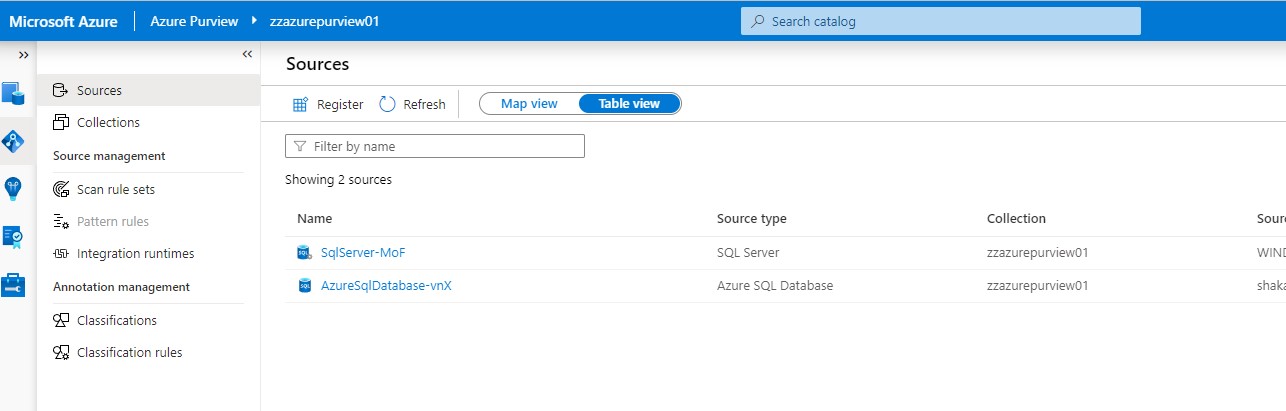 Microsoft Azure Azure Purview zzazurepurview01 Search catalog
Sources
Collections
Source management
Scan rule sets
Pattern rules
Integration runtimes
Annotation management
Classifications
Classification rules
Sources
Register Refresh Map view Table view
Filter by name
Showing 2 sources
Name Source type Collection Sour
SqlServer-MoF SQL Server zzazurepurview01 WIND
AzureSqlDatabase-vnX Azure SQL Database zzazurepurview01 shaka